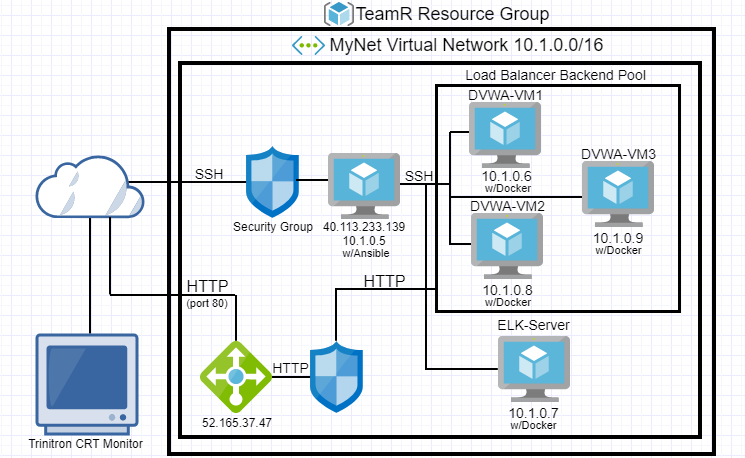 TeamR Resource Group
MyNet Virtual Network 10.1.0.0/16
Load Balancer Backend Pool
DVWA-VM1
10.1.0.6
w/Docker
DVWA-VM3
10.1.0.9
w/Docker
DVWA-VM2
10.1.0.8
w/Docker
SSH
Security Group
40.113.233.139
10.1.0.5
w/Ansible
SSH
HTTP
(port 80)
HTTP
HTTP
52.165.37.47
ELK-Server
10.1.0.7
w/Docker
Trinitron CRT Monitor